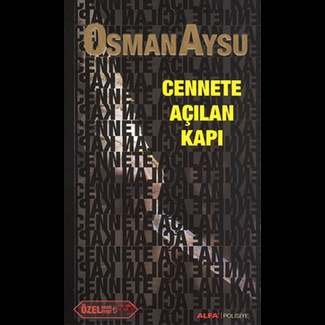 OSMAN AYSU
CENNETE
AÇILAN
KAPI
ÖZEL
ALFA | POLİSİYE